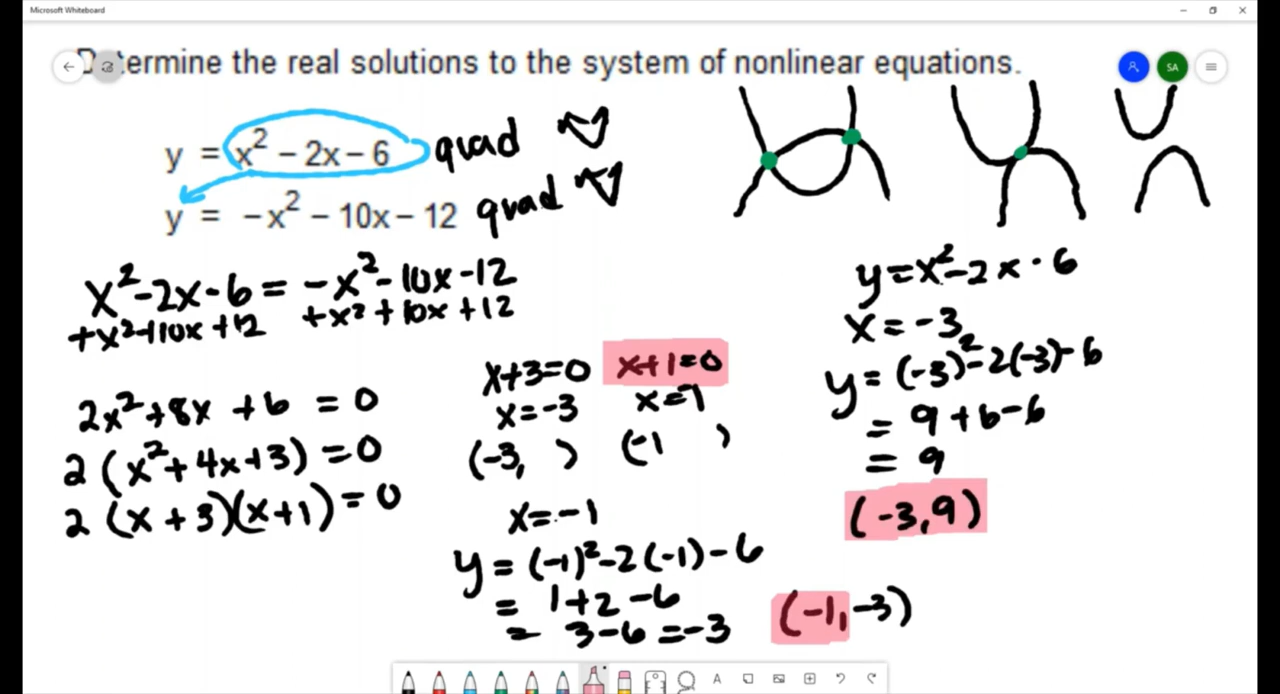 Microsoft Whiteboard
Determine the real solutions to the system of nonlinear equations.
SA
y = x² - 2x - 6 quad
y = -x² - 10x - 12 quad
x² - 2x - 6 = -x² - 10x - 12
+x² + 10x + 12 +x² + 10x + 12
2x² + 8x + 6 = 0
2(x² + 4x + 3) = 0
2(x + 3)(x + 1) = 0
x + 3 = 0 x + 1 = 0
x = -3 x = -1
(-3, ) (-1 )
x = -1
y = (-1)² - 2(-1) - 6
= 1 + 2 - 6
= 3 - 6 = -3
(-1, -3)
y = x² - 2x - 6
x = -3
y = (-3)² - 2(-3) - 6
= 9 + 6 - 6
= 9
(-3, 9)
A